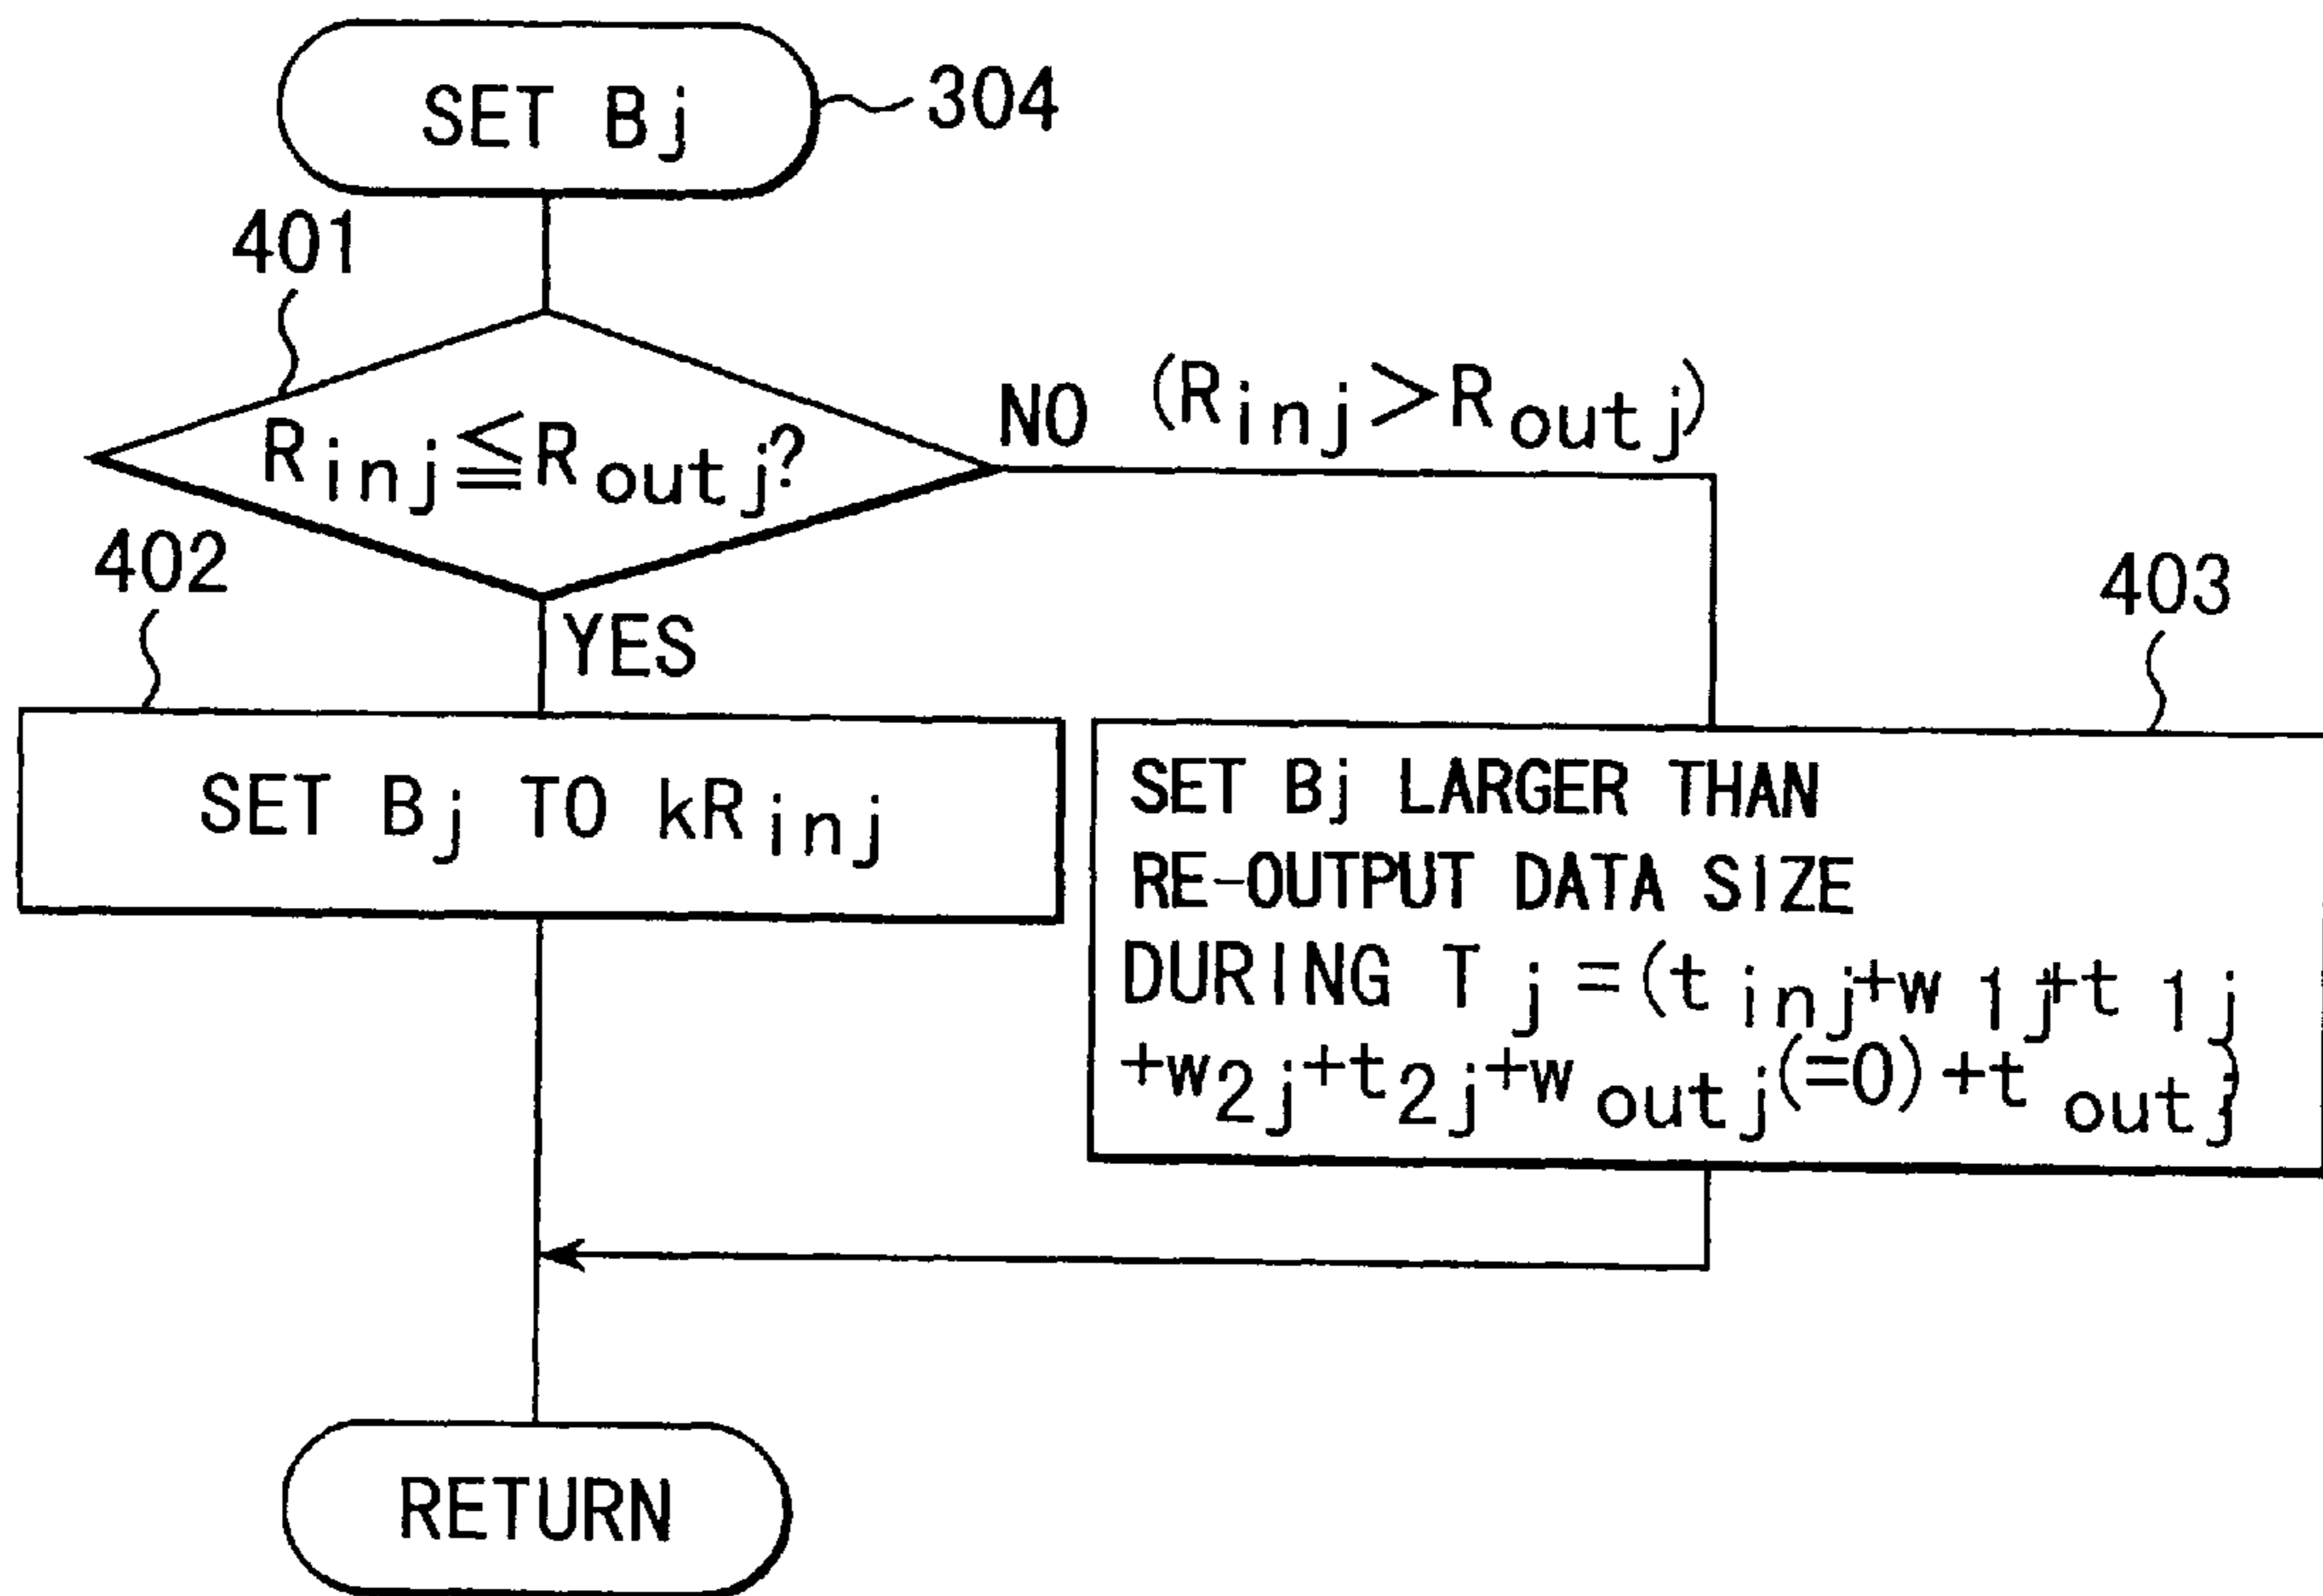 SET Bj
304
401
Rinj≦Routj?
NO (Rinj>Routj)
402
YES
403
SET Bj TO kRinj
SET Bj LARGER THAN
RE-OUTPUT DATA SIZE
DURING Tj=(tinj+w1j+t1j
+w2j+t2j+woutj(=0)+toutj)
RETURN